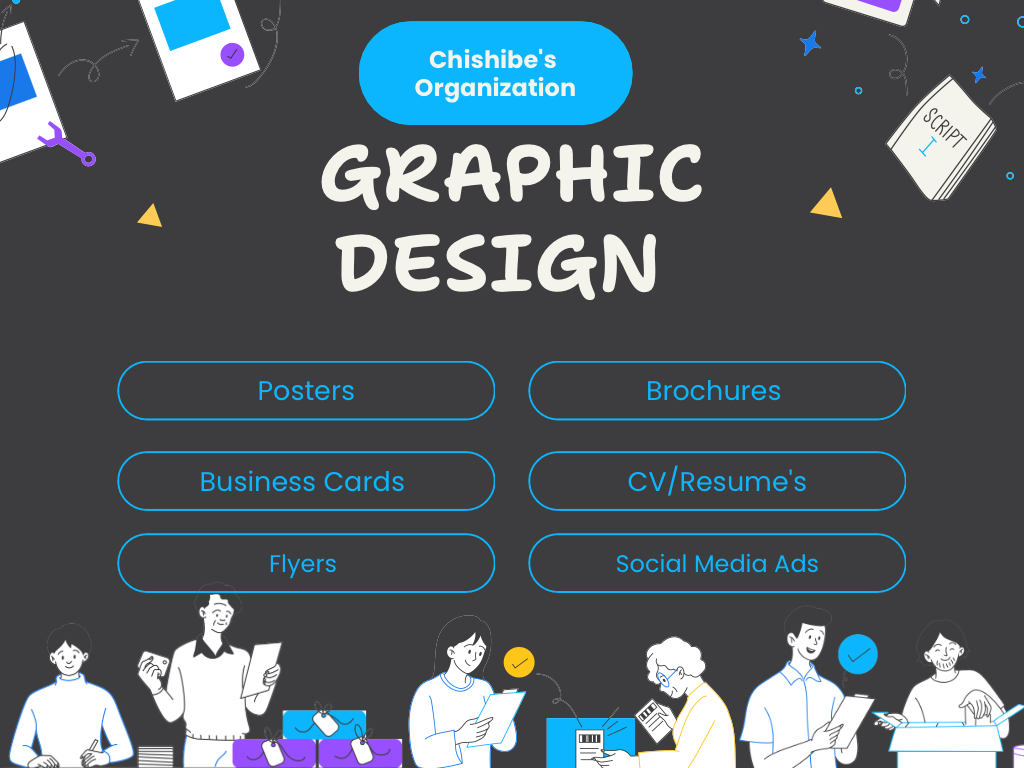 Chishibe's
Organization
GRAPHIC
DESIGN
SCRIPT
Posters
Brochures
Business Cards
CV/Resume's
Flyers
Social Media Ads